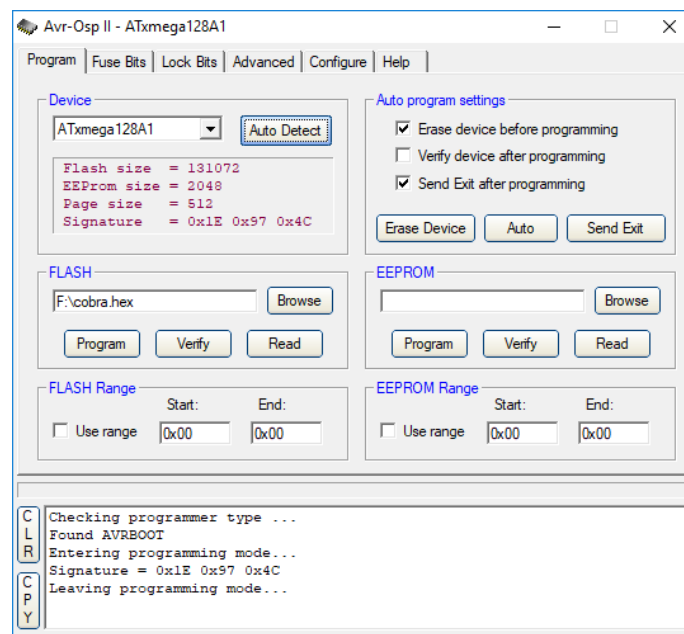 Avr-Osp II - ATxmega128A1
Program Fuse Bits Lock Bits Advanced Configure Help
Device
ATxmega128A1 Auto Detect
Flash size = 131072
EEProm size = 2048
Page size = 512
Signature = 0x1E 0x97 0x4C
Auto program settings
Erase device before programming
Verify device after programming
Send Exit after programming
Erase Device Auto Send Exit
FLASH
F:\cobra.hex Browse
Program Verify Read
EEPROM
Browse
Program Verify Read
FLASH Range
Start: End:
Use range 0x00 0x00
EEPROM Range
Start: End:
Use range 0x00 0x00
CLR
CPY
Checking programmer type ...
Found AVRBOOT
Entering programming mode...
Signature = 0x1E 0x97 0x4C
Leaving programming mode...